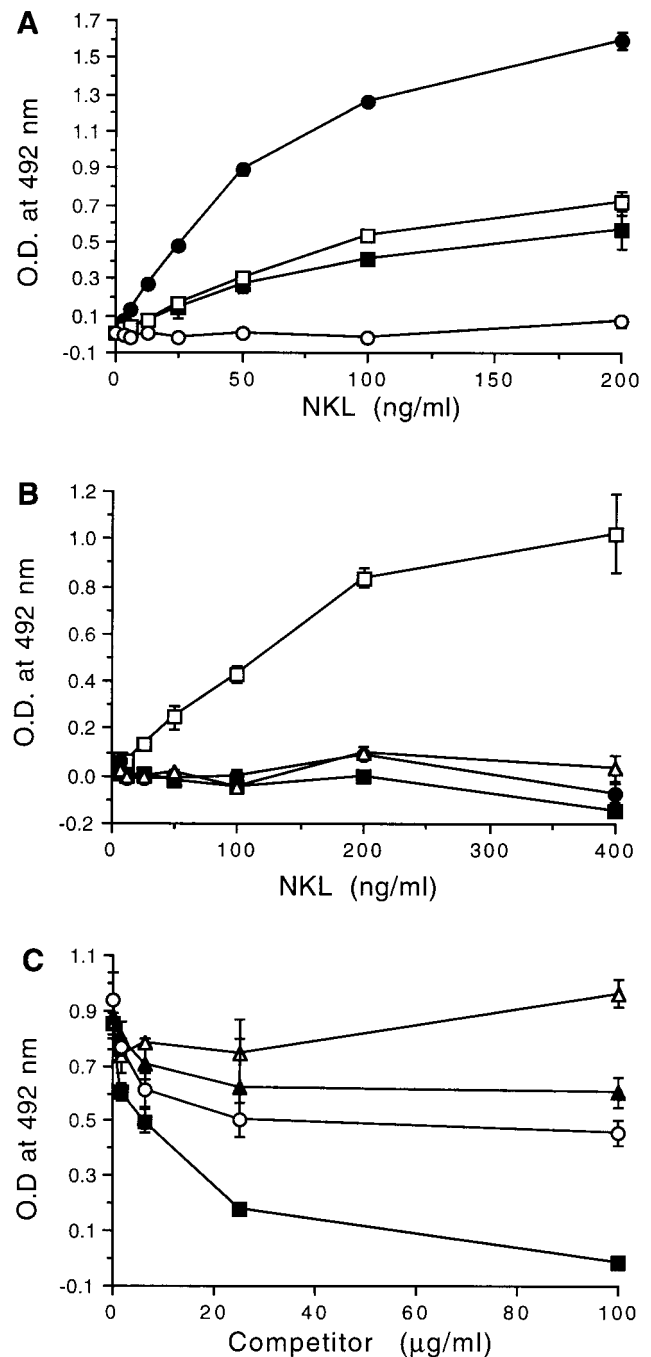 A
1.7
1.5
1.3
1.1
0.9
0.7
0.5
0.3
0.1
-0.1
O.D. at 492 nm
0 50 100 150 200
NKL (ng/ml)
B
1.2
1.0
0.8
0.6
0.4
0.2
0.0
-0.2
O.D. at 492 nm
0 100 200 300 400
NKL (ng/ml)
C
1.1
0.9
0.7
0.5
0.3
0.1
-0.1
O.D at 492 nm
0 20 40 60 80 100
Competitor (µg/ml)